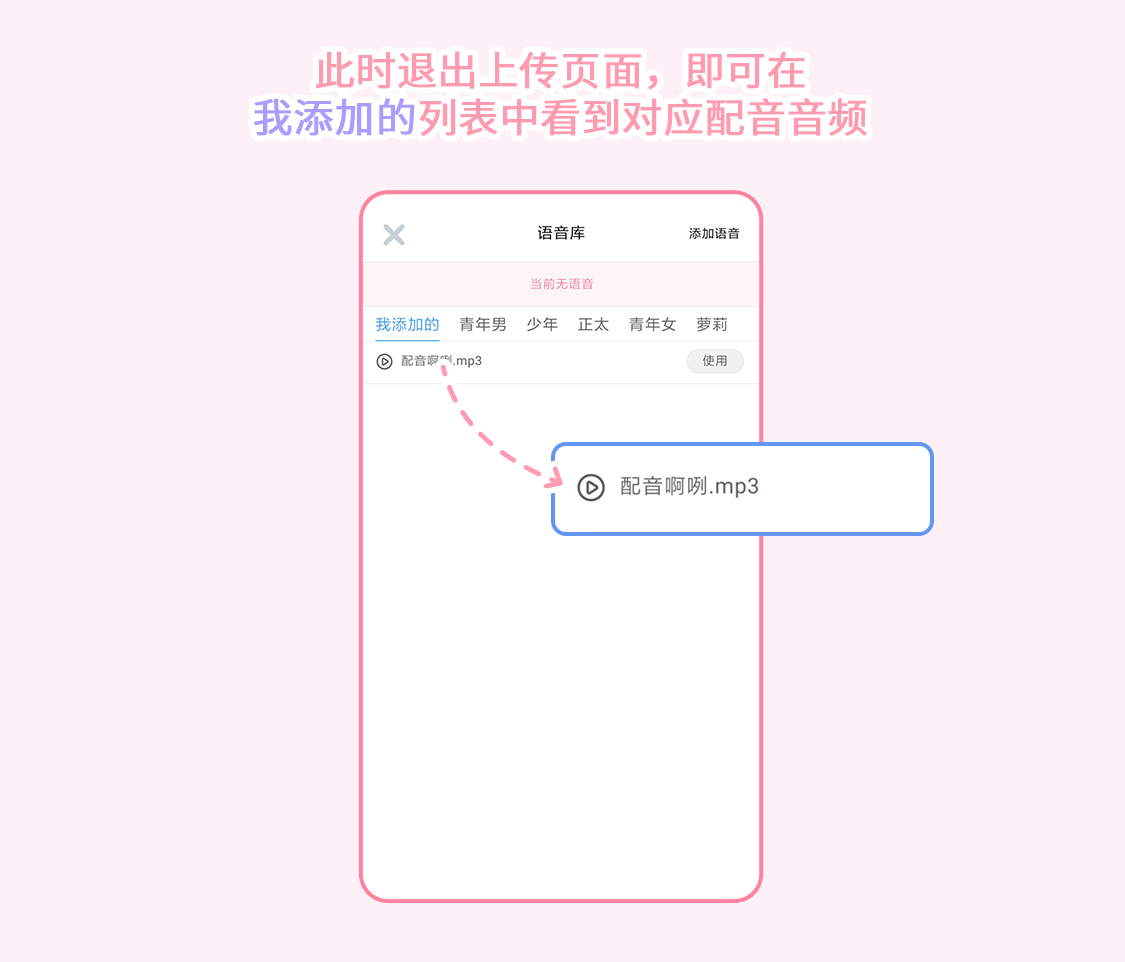 此时退出上传页面，即可在
我添加的列表中看到对应配音音频
语音库 添加语音
当前无语音
我添加的 青年男 少年 正太 青年女 萝莉
配音啊咧.mp3 使用
配音啊咧.mp3